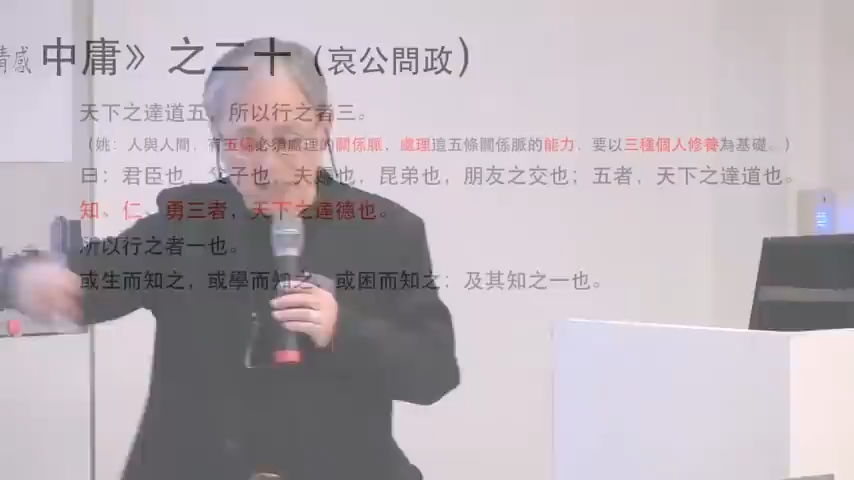 情感 中庸》之二十（哀公問政）
天下之達道五，所以行之者三。
（姚：人與人間，有五條必須處理的關係脈，處理這五條關係脈的能力，要以三種個人修養為基礎。）
曰：君臣也，父子也，夫婦也，昆弟也，朋友之交也；五者，天下之達道也。
知、仁、勇三者，天下之達德也。
所以行之者一也。
或生而知之，或學而知之，或困而知之；及其知之一也。